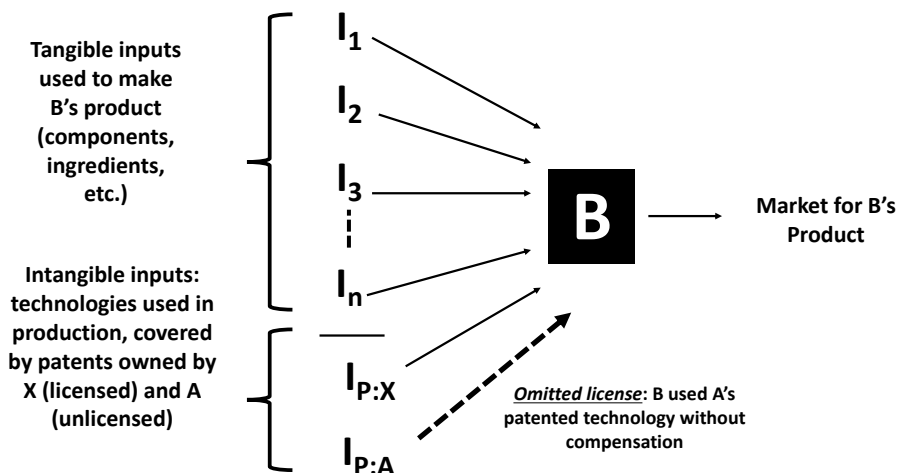 Tangible inputs
used to make
B's product
(components,
ingredients,
etc.)
I1
I2
I3
In
Intangible inputs:
technologies used in
production, covered
by patents owned by
X (licensed) and A
(unlicensed)
IP:X
IP:A
B
Market for B's
Product
Omitted license: B used A's
patented technology without
compensation